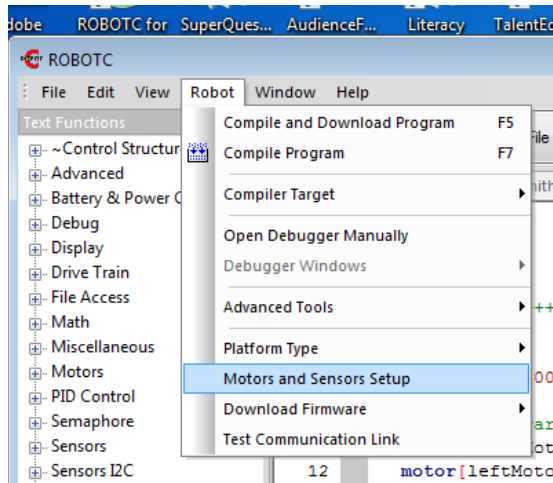 ROBOTC for SuperQues... AudienceF... Literacy
ROBOTC
File Edit View Robot Window Help
Text Functions
~Control Structur
Advanced
Battery & Power
Debug
Display
Drive Train
File Access
Math
Miscellaneous
Motors
PID Control
Semaphore
Sensors
Sensors I2C
Compile and Download Program F5
Compile Program F7
Compiler Target
Open Debugger Manually
Debugger Windows
Advanced Tools
Platform Type
Motors and Sensors Setup
Download Firmware
Test Communication Link
File
++
00
12 motor[leftMoto